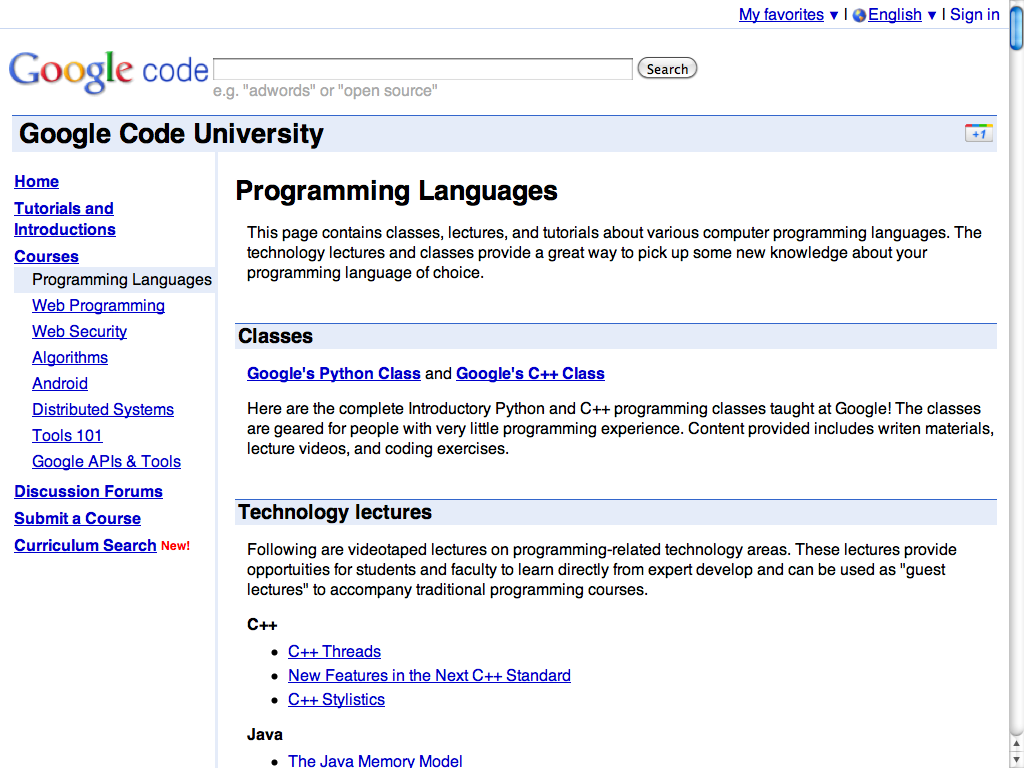 My favorites ▼ | English ▼ | Sign in
Google code
Search
e.g. "adwords" or "open source"
Google Code University
+1
Home
Tutorials and
Introductions
Courses
Programming Languages
Web Programming
Web Security
Algorithms
Android
Distributed Systems
Tools 101
Google APIs & Tools
Discussion Forums
Submit a Course
Curriculum Search New!
Programming Languages
This page contains classes, lectures, and tutorials about various computer programming languages. The
technology lectures and classes provide a great way to pick up some new knowledge about your
programming language of choice.
Classes
Google's Python Class and Google's C++ Class
Here are the complete Introductory Python and C++ programming classes taught at Google! The classes
are geared for people with very little programming experience. Content provided includes writen materials,
lecture videos, and coding exercises.
Technology lectures
Following are videotaped lectures on programming-related technology areas. These lectures provide
opportuities for students and faculty to learn directly from expert develop and can be used as "guest
lectures" to accompany traditional programming courses.
C++
• C++ Threads
• New Features in the Next C++ Standard
• C++ Stylistics
Java
• The Java Memory Model